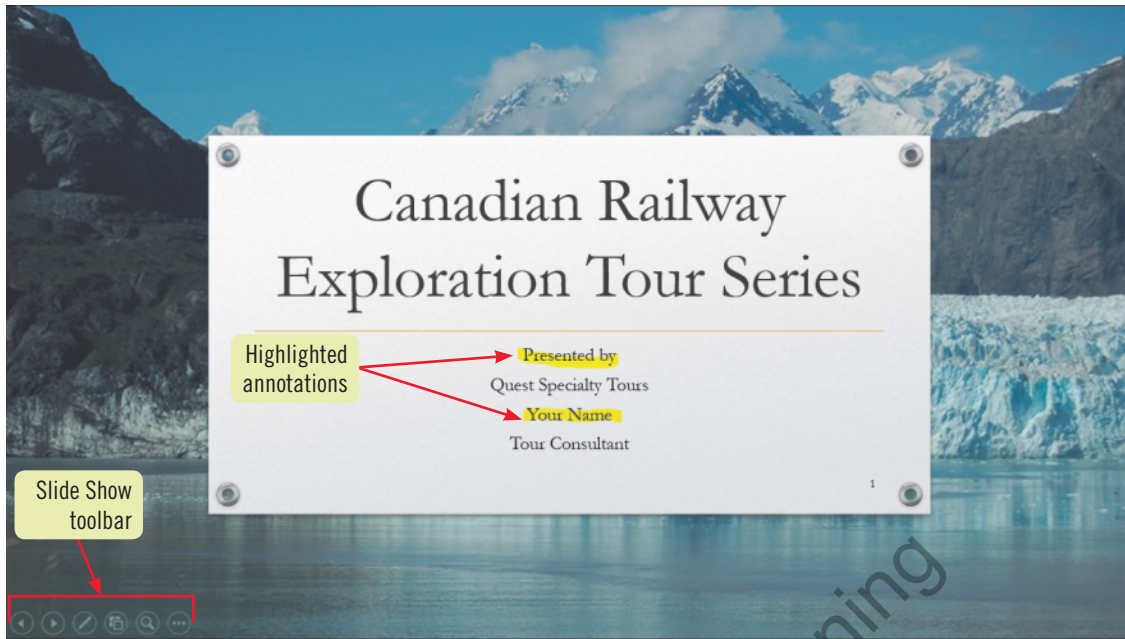 Canadian Railway
Exploration Tour Series
Highlighted
annotations
Presented by
Quest Specialty Tours
Your Name
Tour Consultant
1
Slide Show
toolbar
ning